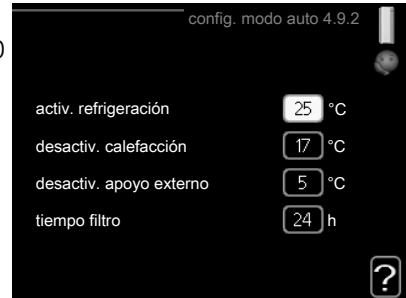 config. modo auto 4.9.2
activ. refrigeración 25 °C
desactiv. calefacción 17 °C
desactiv. apoyo externo 5 °C
tiempo filtro 24 h
?